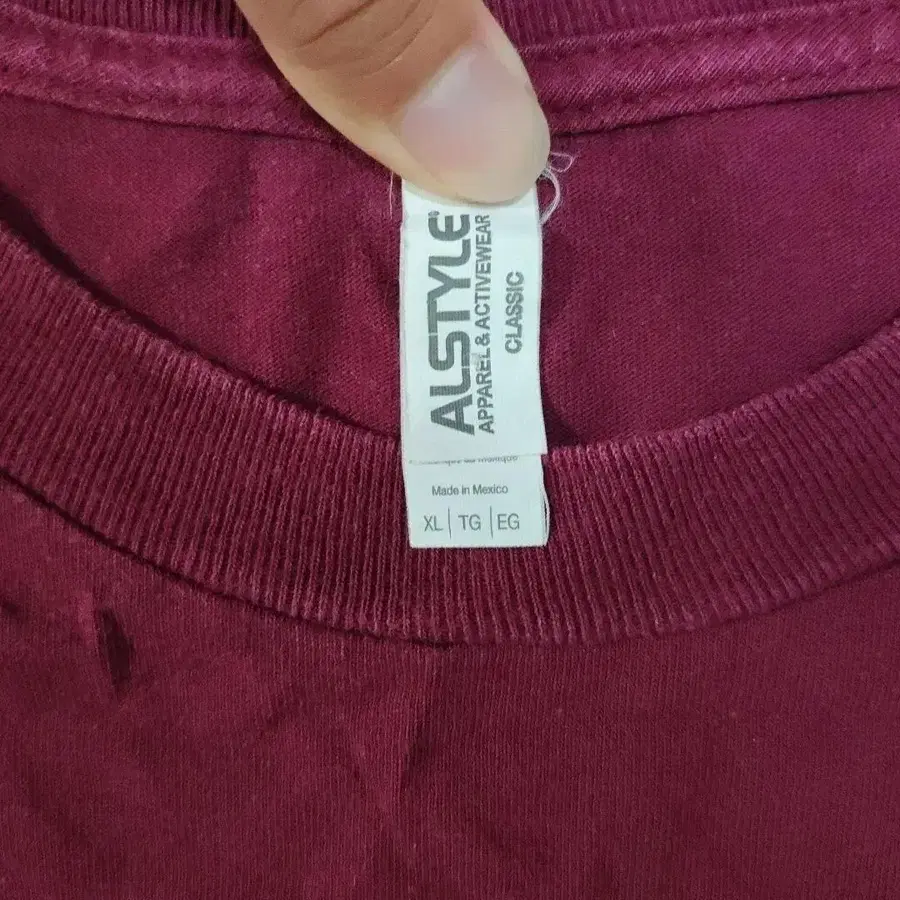 ALSTYLE®
APPAREL & ACTIVEWEAR
CLASSIC
Made in Mexico
XL | TG | EG